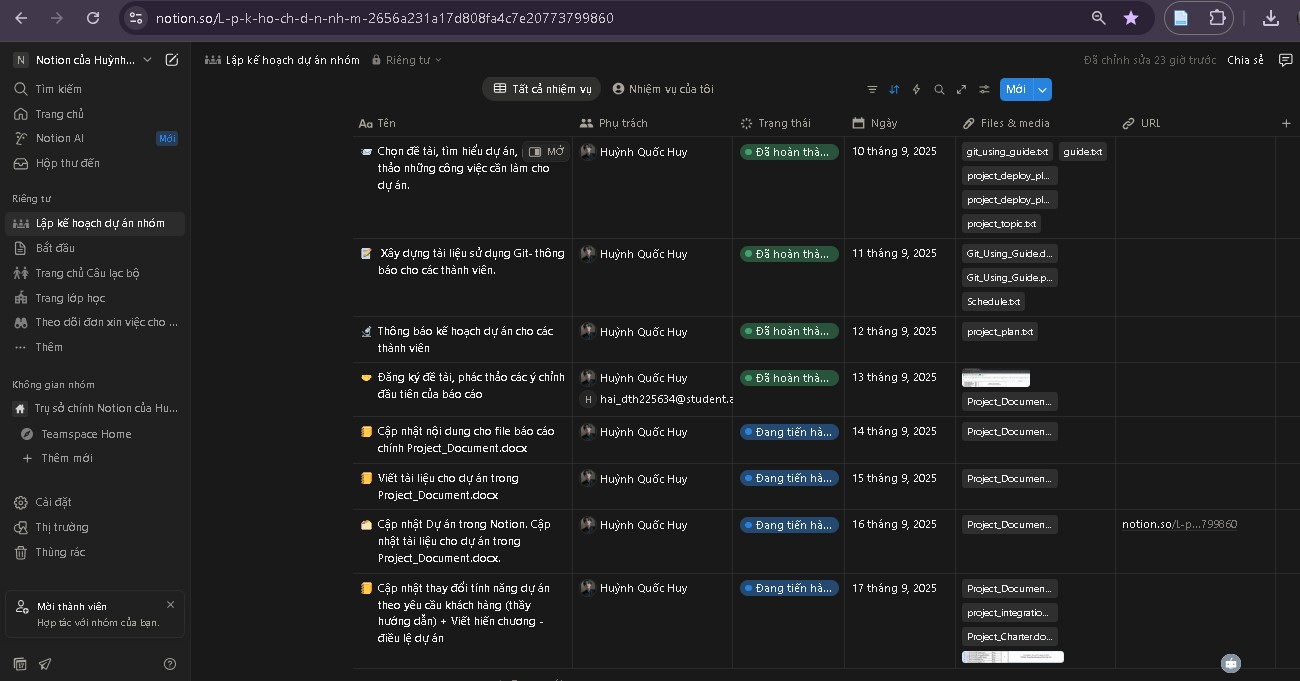 notion.so/L-p-k-ho-ch-d-n-nh-m-2656a231a17d808fa4c7e20773799860
N Notion của Huỳnh...
Tìm kiếm
Trang chủ
Notion AI Mới
Hộp thư đến
Riêng tư
Lập kế hoạch dự án nhóm
Bắt đầu
Trang chủ Câu lạc bộ
Trang lớp học
Theo dõi đơn xin việc cho ...
Thêm
Không gian nhóm
Trụ sở chính Notion của Hu...
Teamspace Home
Thêm mới
Cài đặt
Thị trường
Thùng rác
Mời thành viên
Hợp tác với nhóm của bạn.
Lập kế hoạch dự án nhóm Riêng tư
Đã chỉnh sửa 23 giờ trước Chia sẻ
Tất cả nhiệm vụ Nhiệm vụ của tôi
Mới
Aa Tên Phụ trách Trạng thái Ngày Files & media URL
Chọn đề tài, tìm hiểu dự án, MỞ
thảo những công việc cần làm cho
dự án.
Huỳnh Quốc Huy
Đã hoàn thà...
10 tháng 9, 2025
git_using_guide.txt guide.txt
project_deploy_pl...
project_deploy_pl...
project_topic.txt
Xây dựng tài liệu sử dụng Git- thông
báo cho các thành viên.
Huỳnh Quốc Huy
Đã hoàn thà...
11 tháng 9, 2025
Git_Using_Guide.d...
Git_Using_Guide.p...
Schedule.txt
Thông báo kế hoạch dự án cho các
thành viên
Huỳnh Quốc Huy
Đã hoàn thà...
12 tháng 9, 2025
project_plan.txt
Đăng ký đề tài, phác thảo các ý chỉnh
đầu tiên của báo cáo
Huỳnh Quốc Huy
H hai_dth225634@student.a
Đã hoàn thà...
13 tháng 9, 2025
Project_Documen...
Cập nhật nội dung cho file báo cáo
chính Project_Document.docx
Huỳnh Quốc Huy
Đang tiến hà...
14 tháng 9, 2025
Project_Documen...
Viết tài liệu cho dự án trong
Project_Document.docx
Huỳnh Quốc Huy
Đang tiến hà...
15 tháng 9, 2025
Project_Documen...
Cập nhật Dự án trong Notion. Cập
nhật tài liệu cho dự án trong
Project_Document.docx.
Huỳnh Quốc Huy
Đang tiến hà...
16 tháng 9, 2025
Project_Documen...
notion.so/L-p...799860
Cập nhật thay đổi tính năng dự án
theo yêu cầu khách hàng (thầy
hướng dẫn) + Viết hiến chương -
điều lệ dự án
Huỳnh Quốc Huy
Đang tiến hà...
17 tháng 9, 2025
Project_Documen...
project_integratio...
Project_Charter.do...